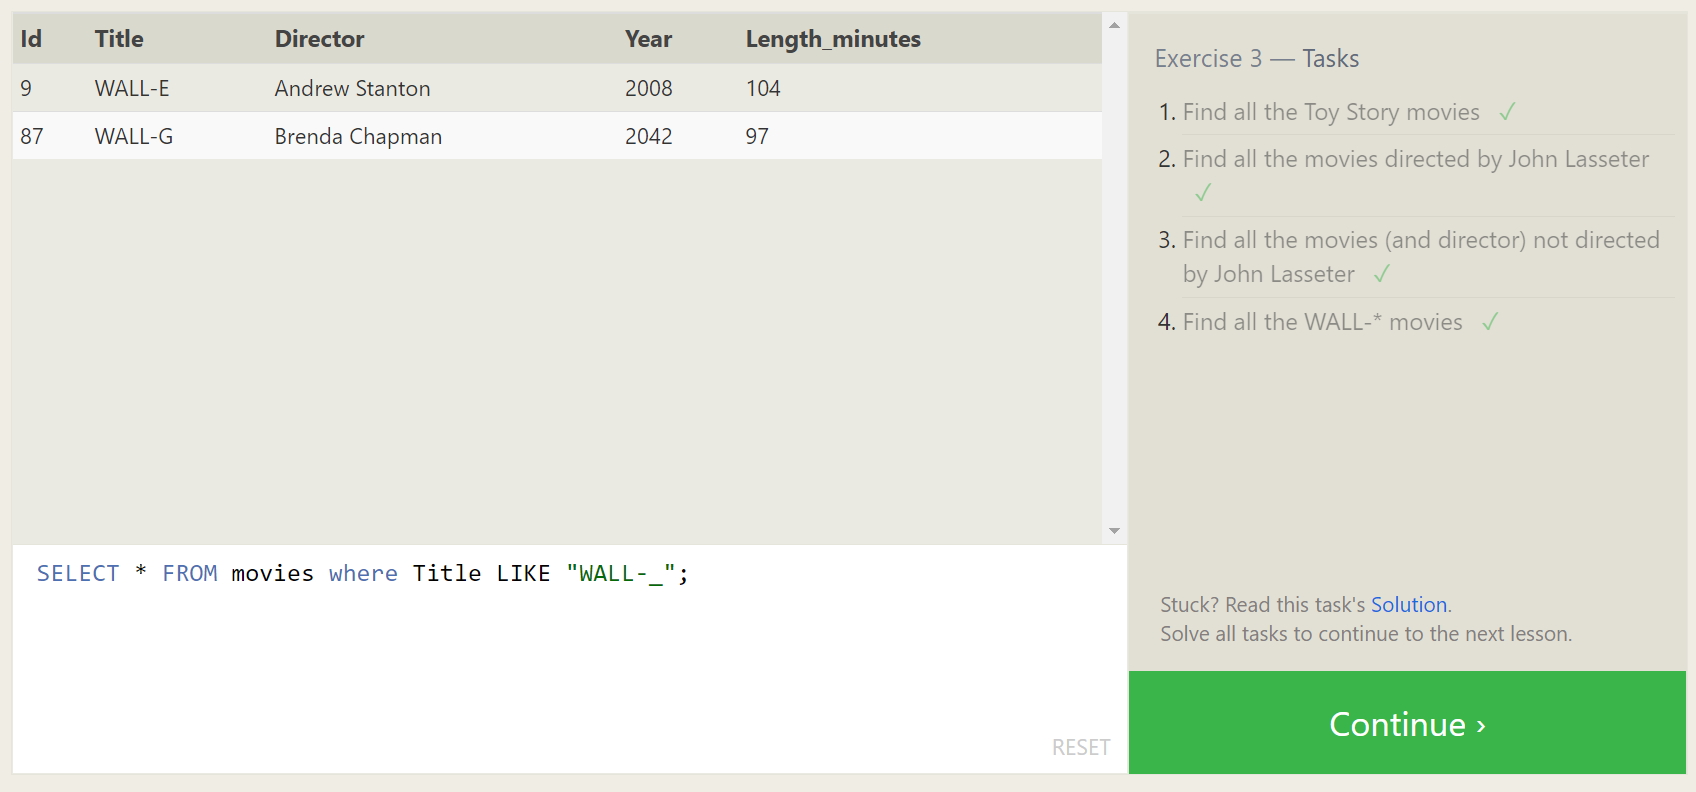 Id Title Director Year Length_minutes
9 WALL-E Andrew Stanton 2008 104
87 WALL-G Brenda Chapman 2042 97
SELECT * FROM movies where Title LIKE "WALL-_";
RESET
Exercise 3 — Tasks
1. Find all the Toy Story movies ✓
2. Find all the movies directed by John Lasseter
✓
3. Find all the movies (and director) not directed
by John Lasseter ✓
4. Find all the WALL-* movies ✓
Stuck? Read this task's Solution.
Solve all tasks to continue to the next lesson.
Continue ›